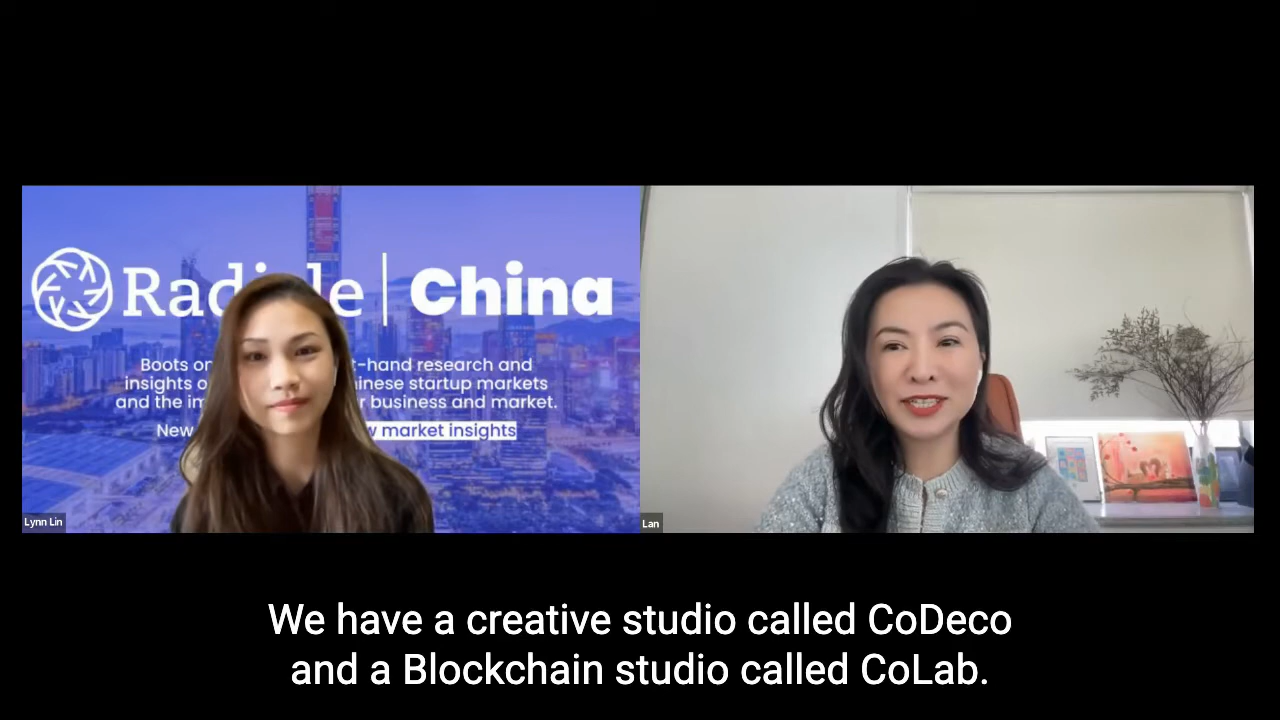 Rad le | China
Boots on t-hand research and
insights o inese startup markets
and the im r business and market.
New w market insights
Lynn Lin
Lan
We have a creative studio called CoDeco
and a Blockchain studio called CoLab.